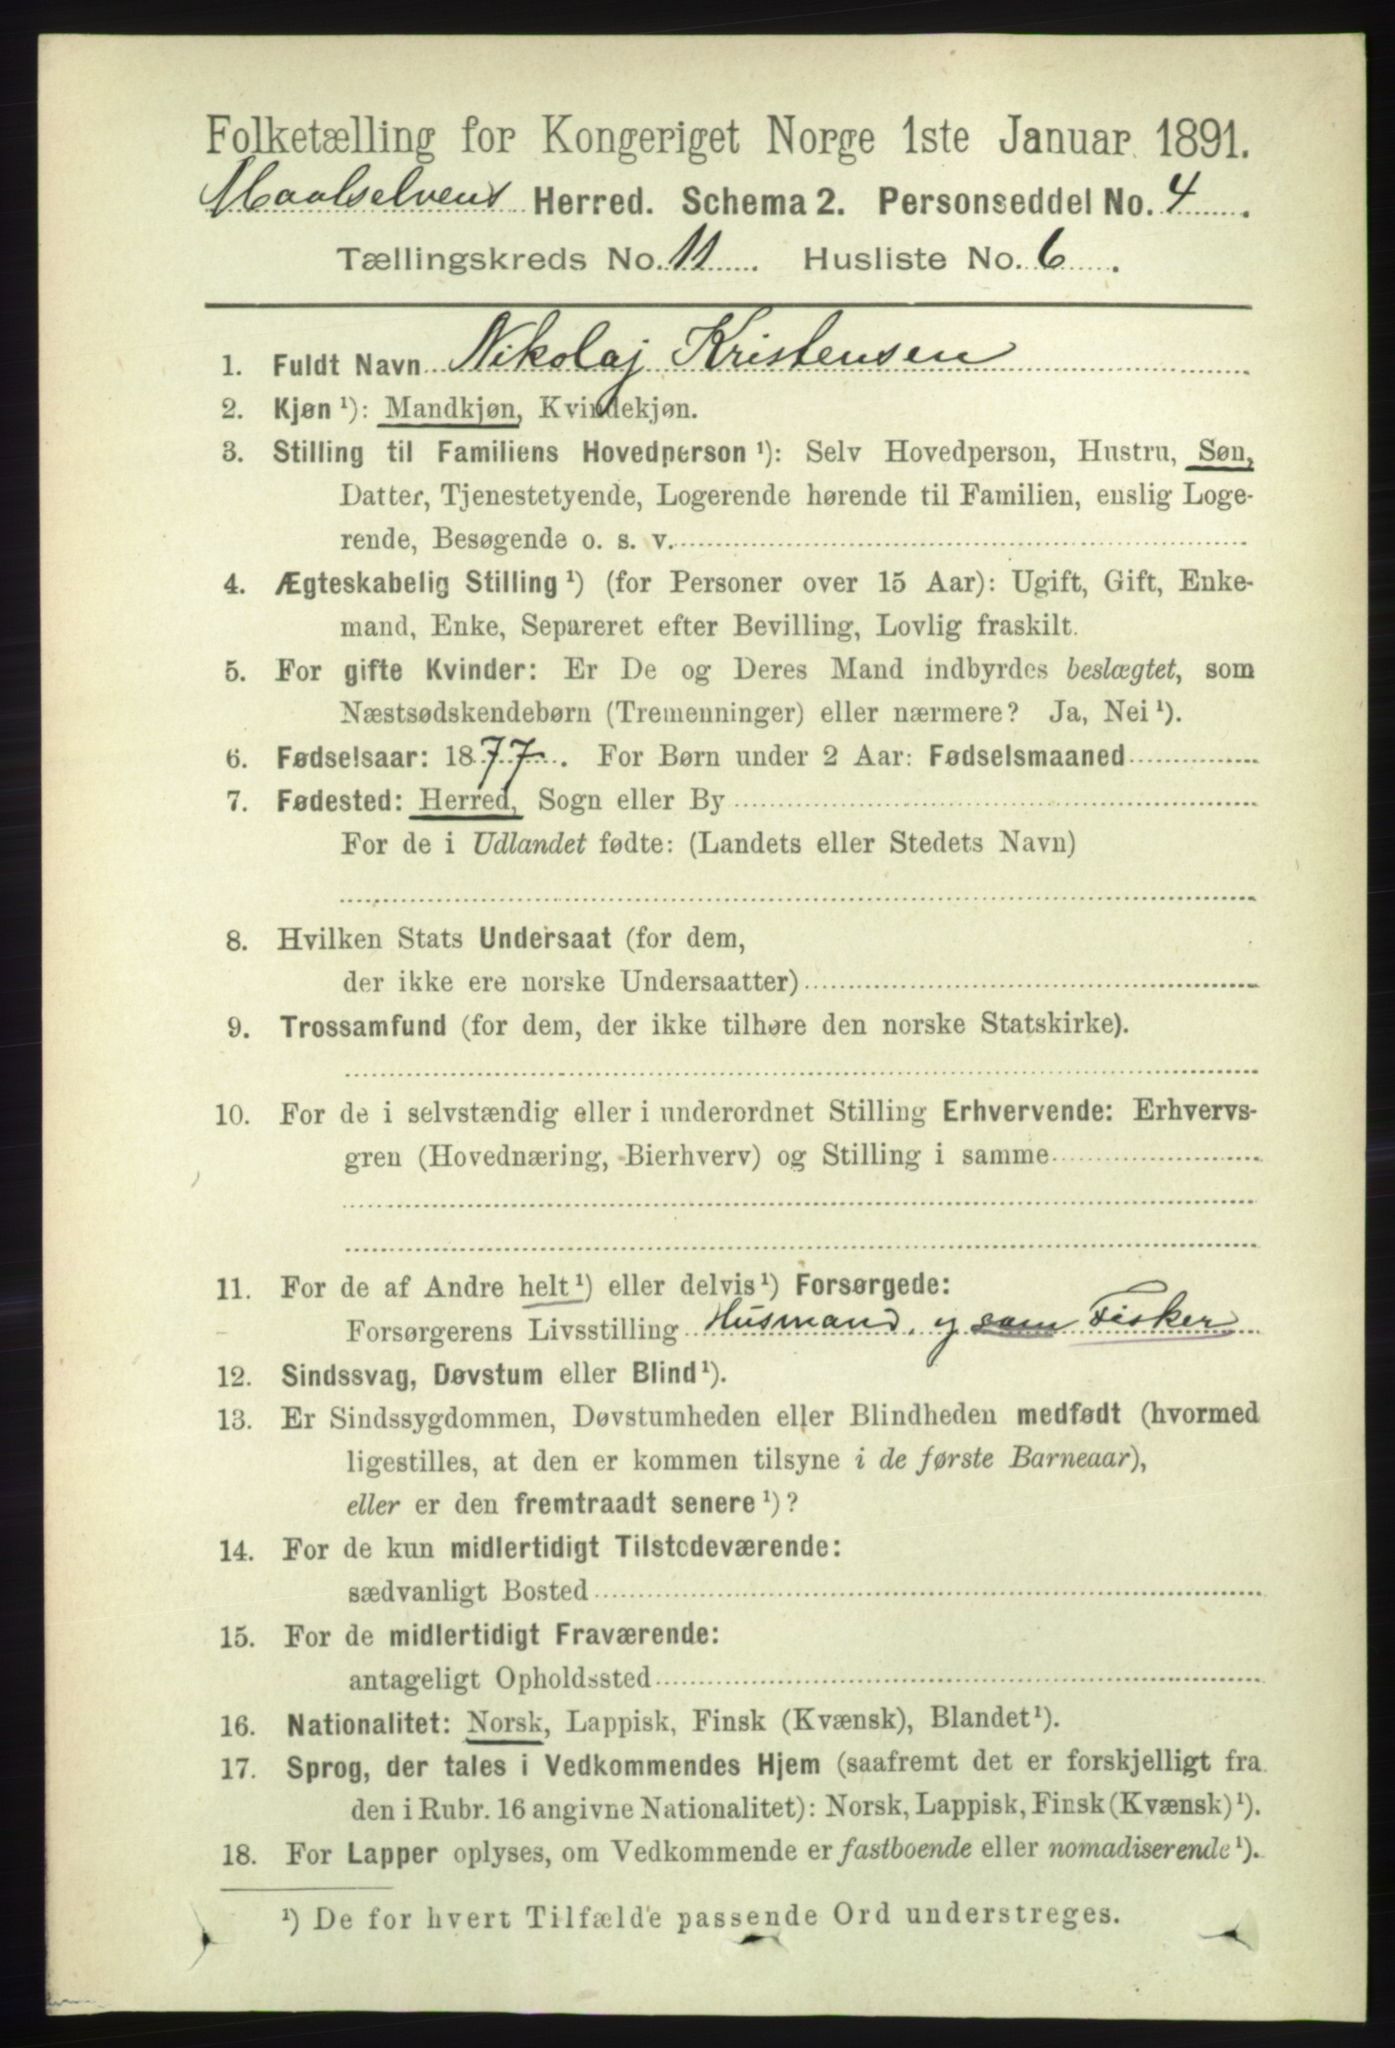 Folketælling for Kongeriget Norge 1ste Januar 1891.
Maalselvens Herred. Schema 2. Personseddel No. 4.
Tællingskreds No. 11. Husliste No. 6.
1. Fuldt Navn Nikolaj Kristensen
2. Kjøn ¹): Mandkjøn, Kvindekjøn.
3. Stilling til Familiens Hovedperson ¹): Selv Hovedperson, Hustru, Søn,
Datter, Tjenestetyende, Logerende hørende til Familien, enslig Loge-
rende, Besøgende o. s. v.
4. Ægteskabelig Stilling ¹) (for Personer over 15 Aar): Ugift, Gift, Enke-
mand, Enke, Separeret efter Bevilling, Lovlig fraskilt.
5. For gifte Kvinder: Er De og Deres Mand indbyrdes beslægtet, som
Næstsødskendebørn (Tremenninger) eller nærmere? Ja, Nei ¹).
6. Fødselsaar: 1877. For Børn under 2 Aar: Fødselsmaaned
7. Fødested: Herred, Sogn eller By
For de i Udlandet fødte: (Landets eller Stedets Navn)
8. Hvilken Stats Undersaat (for dem,
der ikke ere norske Undersaatter)
9. Trossamfund (for dem, der ikke tilhøre den norske Statskirke).
10. For de i selvstændig eller i underordnet Stilling Erhvervende: Erhvervs-
gren (Hovednæring, Bierhverv) og Stilling i samme
11. For de af Andre helt ¹) eller delvis ¹) Forsørgede:
Forsørgerens Livsstilling Husmand, og som Fisker
12. Sindssvag, Døvstum eller Blind ¹).
13. Er Sindssygdommen, Døvstumheden eller Blindheden medfødt (hvormed
ligestilles, at den er kommen tilsyne i de første Barneaar),
eller er den fremtraadt senere ¹)?
14. For de kun midlertidigt Tilstedeværende:
sædvanligt Bosted
15. For de midlertidigt Fraværende:
antageligt Opholdssted
16. Nationalitet: Norsk, Lappisk, Finsk (Kvænsk), Blandet ¹).
17. Sprog, der tales i Vedkommendes Hjem (saafremt det er forskjelligt fra
den i Rubr. 16 angivne Nationalitet): Norsk, Lappisk, Finsk (Kvænsk) ¹).
18. For Lapper oplyses, om Vedkommende er fastboende eller nomadiserende ¹).
¹) De for hvert Tilfælde passende Ord understreges.